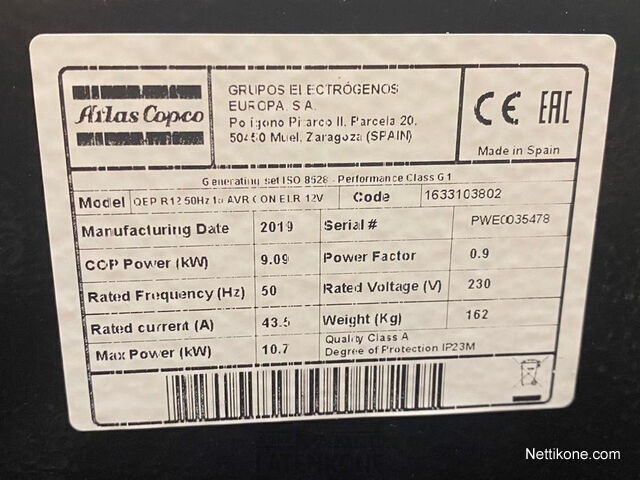 Atlas Copco
GRUPOS ELECTRÓGENOS
EUROPA, S.A.
Polígono Pitarco II, Parcela 20.
50450 Muel, Zaragoza (SPAIN)
CE EAC
Made in Spain
Generating set ISO 8528 - Performance Class G1
Model QEP R12 50Hz 1ø AVR CON ELR 12V Code 1633103802
Manufacturing Date 2019 Serial # PWE0035478
COP Power (kW) 9.09 Power Factor 0.9
Rated Frequency (Hz) 50 Rated Voltage (V) 230
Rated current (A) 43.5 Weight (Kg) 162
Max Power (kW) 10.7 Quality Class A
Degree of Protection IP23M
Nettikone.com